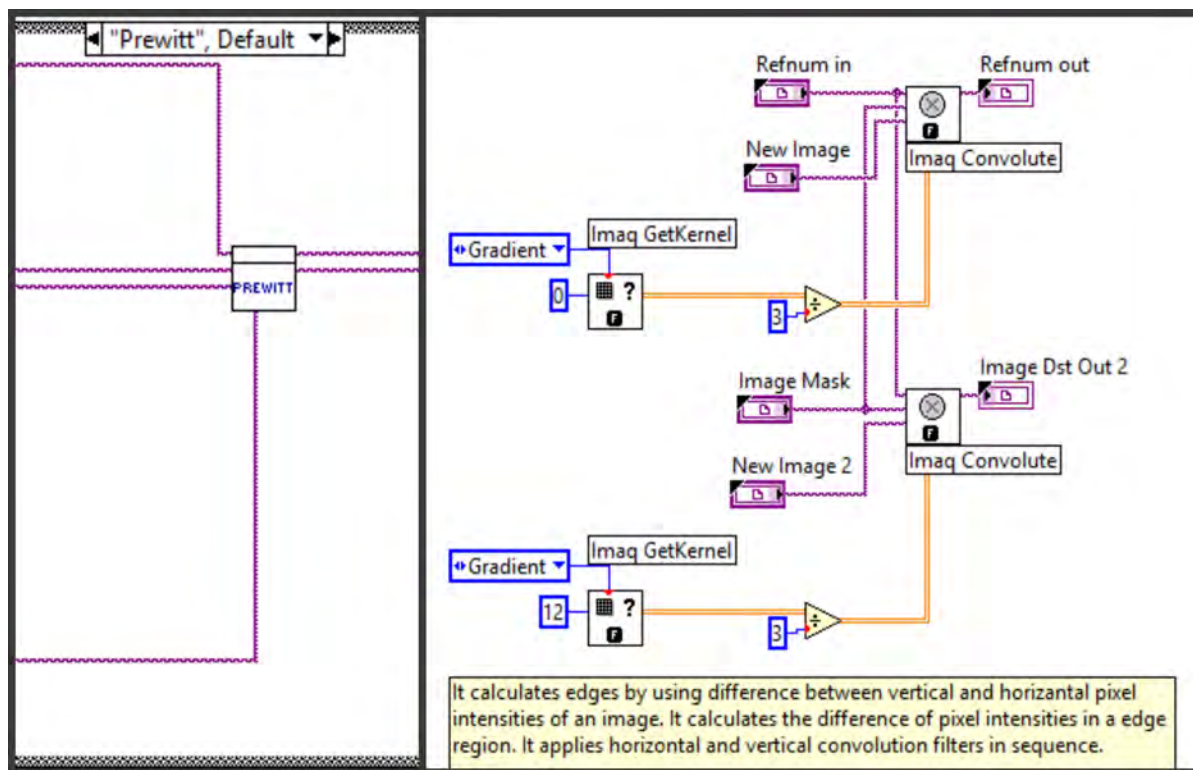 "Prewitt", Default
PREWITT
Refnum in
Refnum out
New Image
Imaq Convolute
Imaq GetKernel
Gradient
0
?
F
3
Image Mask
Image Dst Out 2
New Image 2
F
Imaq Convolute
Imaq GetKernel
Gradient
12
?
F
3
F
It calculates edges by using difference between vertical and horizantal pixel
intensities of an image. It calculates the difference of pixel intensities in a edge
region. It applies horizontal and vertical convolution filters in sequence.